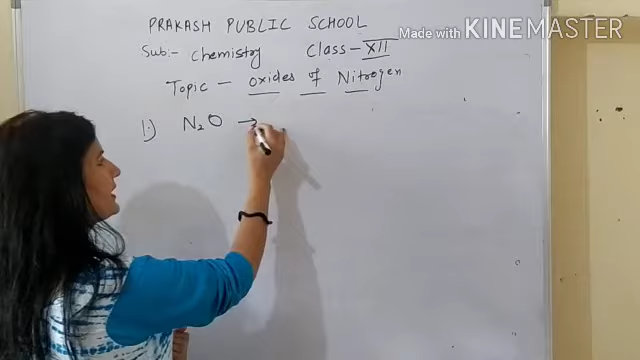 PRAKASH PUBLIC SCHOOL
Made with KINEMASTER
Sub:- Chemistry Class - XII
Topic - Oxides of Nitrogen
1:) N₂O →